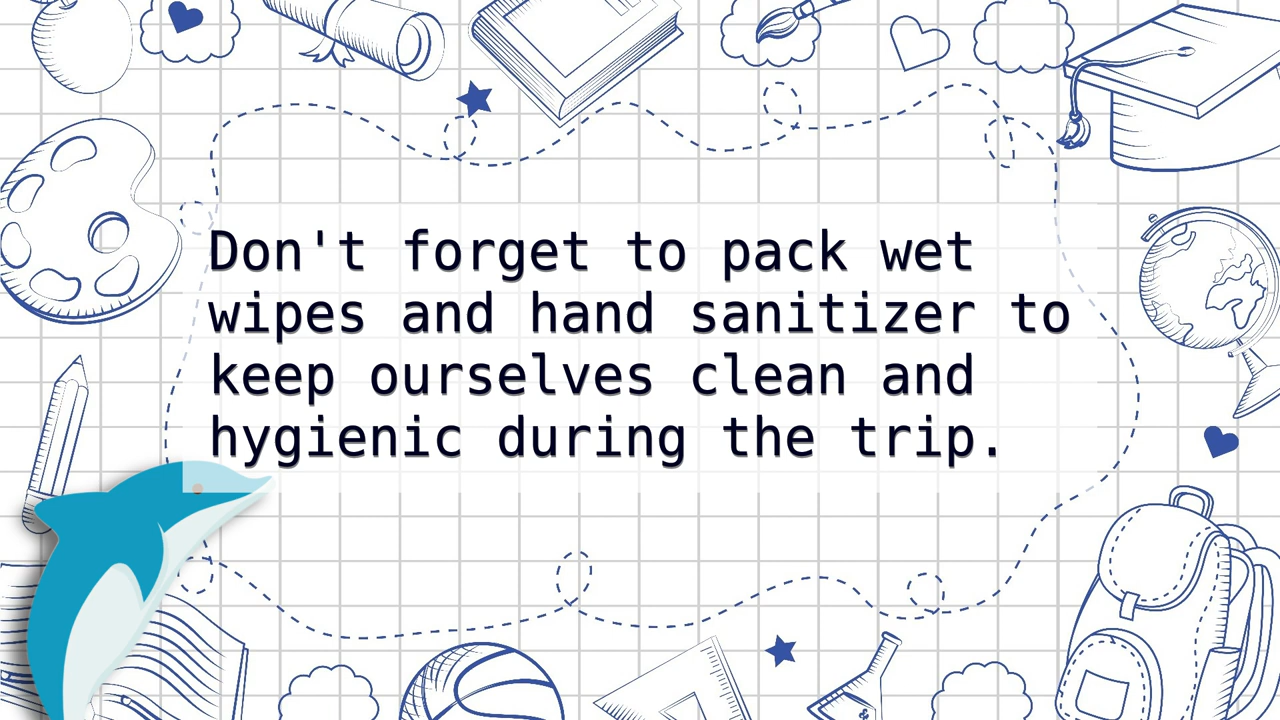 Don't forget to pack wet
wipes and hand sanitizer to
keep ourselves clean and
hygienic during the trip.